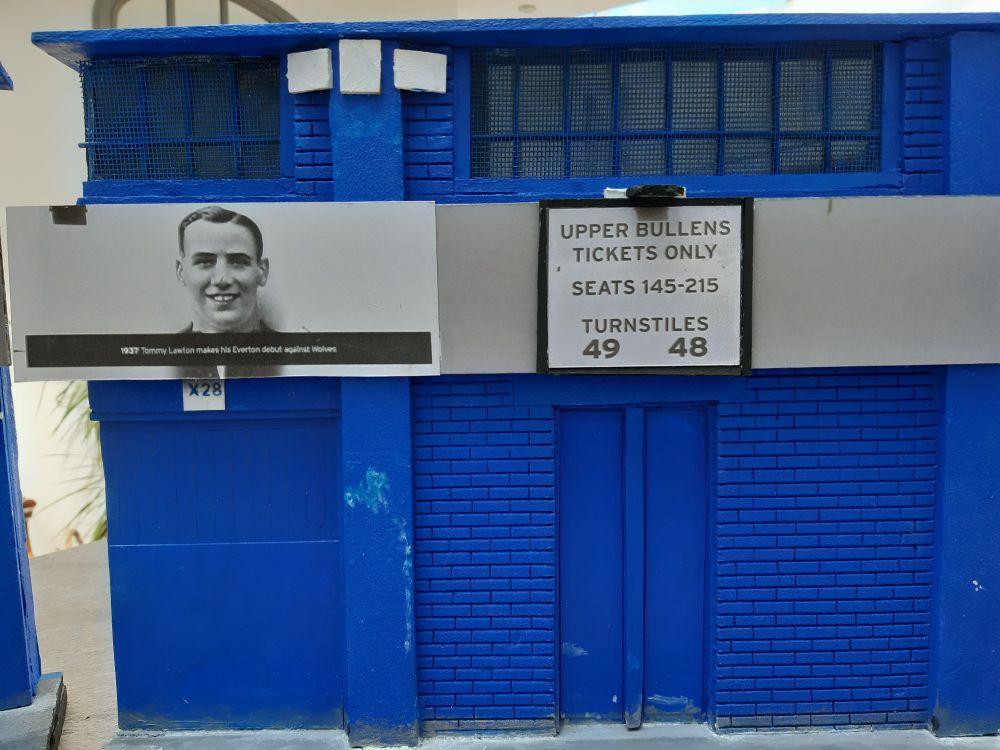 1937 Tommy Lawton makes his Everton debut against Wolves
UPPER BULLENS
TICKETS ONLY
SEATS 145-215
TURNSTILES
49 48
X28